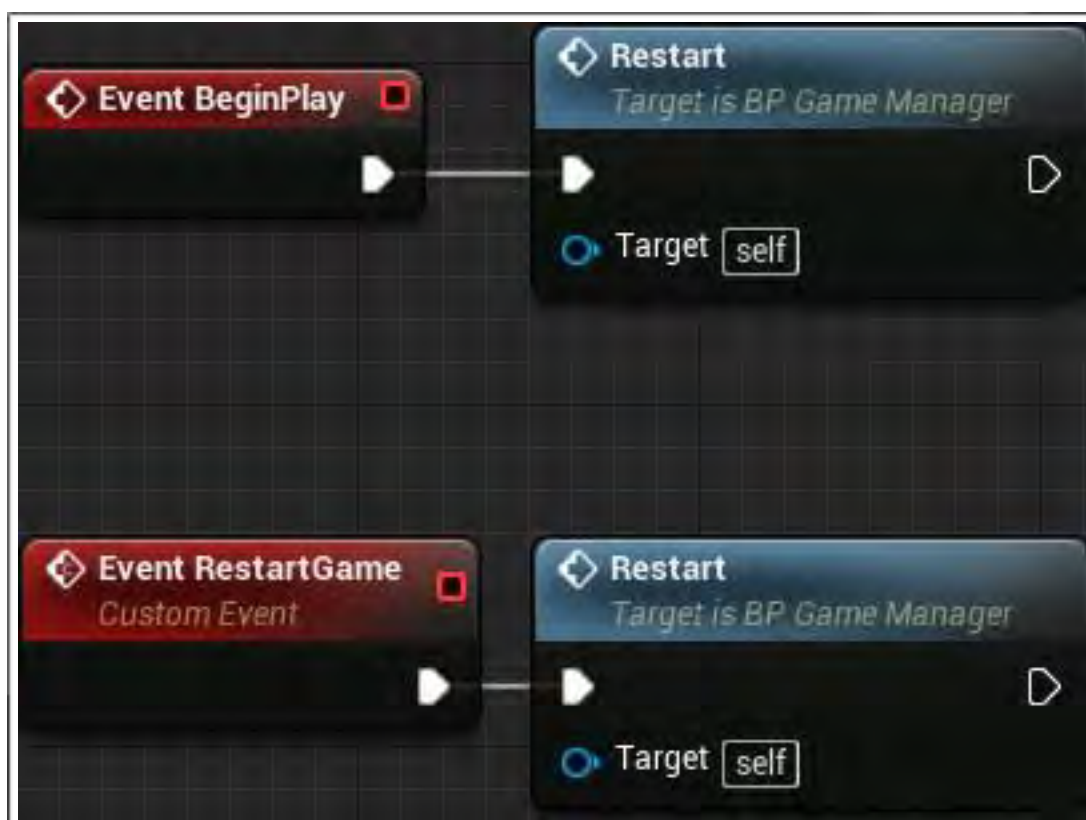 Event BeginPlay
Restart
Target is BP Game Manager
Target self
Event RestartGame
Custom Event
Restart
Target is BP Game Manager
Target self